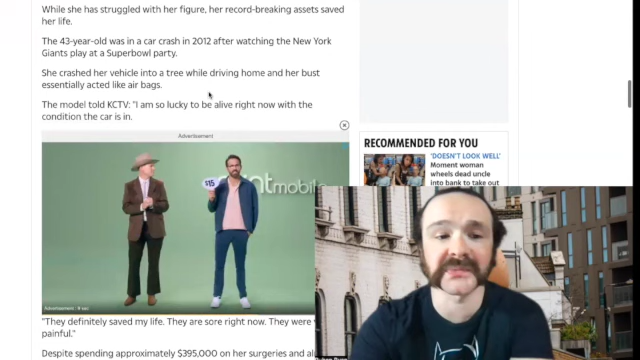 While she has struggled with her figure, her record-breaking assets saved
her life.
The 43-year-old was in a car crash in 2012 after watching the New York
Giants play at a Superbowl party.
She crashed her vehicle into a tree while driving home and her bust
essentially acted like air bags.
The model told KCTV: "I am so lucky to be alive right now with the
condition the car is in.
Advertisement
$15
mintmobile
Advertisement : 8 sec
"They definitely saved my life. They are sore right now. They were
painful."
Despite spending approximately $395,000 on her surgeries and
RECOMMENDED FOR YOU
'DOESN'T LOOK WELL'
Moment woman
wheels dead uncle
into bank to take out